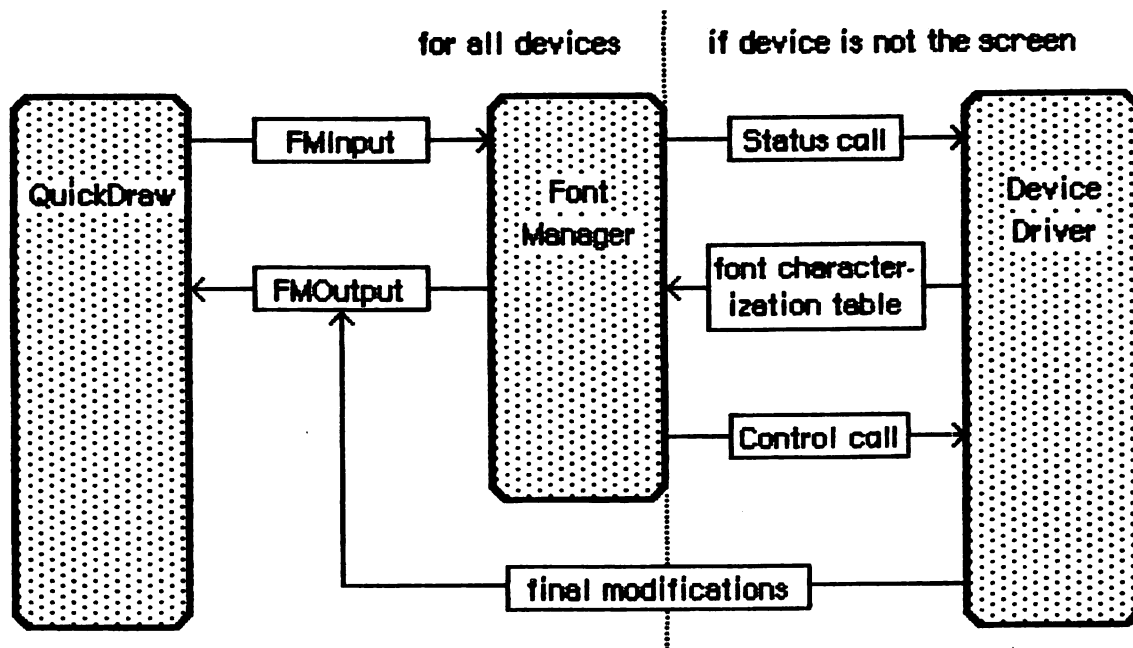 for all devices
if device is not the screen
QuickDraw
FMInput
Font
Manager
Status call
Device
Driver
FMOutput
font character-
ization table
Control call
final modifications